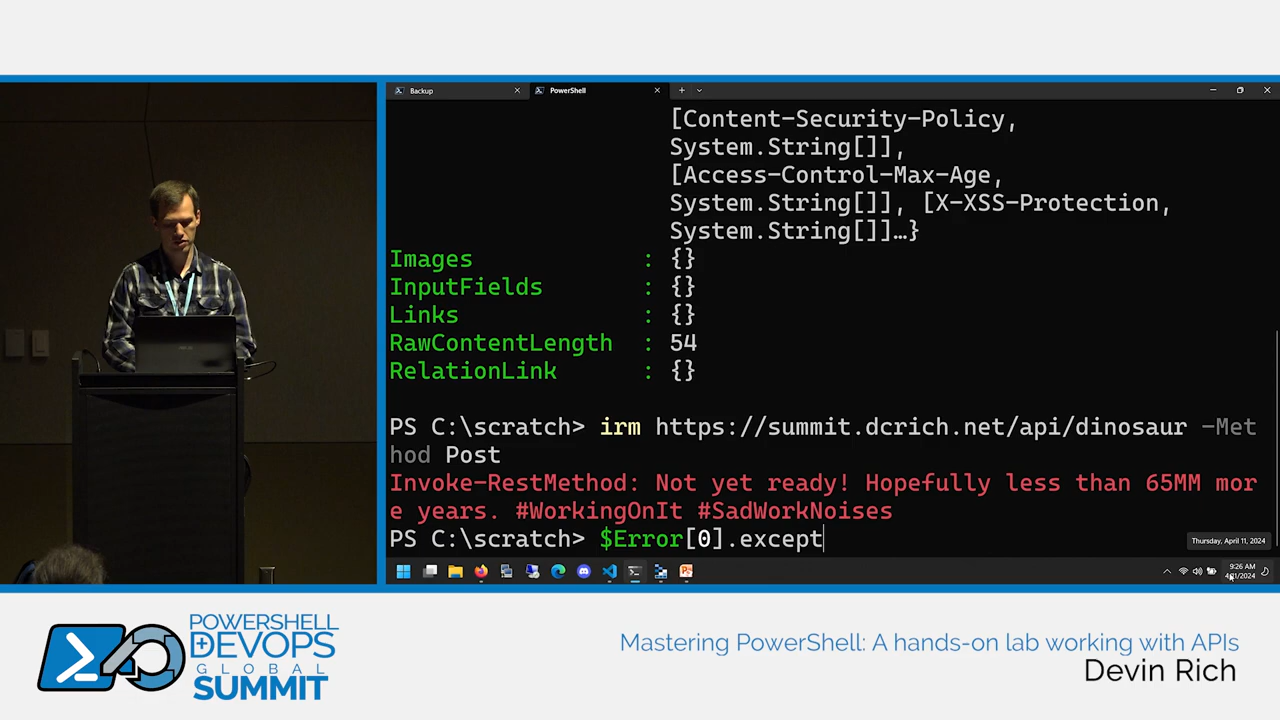 Backup
PowerShell
[Content-Security-Policy,
System.String[]],
[Access-Control-Max-Age,
System.String[]], [X-XSS-Protection,
System.String[]]…}
Images : {}
InputFields : {}
Links : {}
RawContentLength : 54
RelationLink : {}
PS C:\scratch> irm https://summit.dcrich.net/api/dinosaur -Met
hod Post
Invoke-RestMethod: Not yet ready! Hopefully less than 65MM mor
e years. #WorkingOnIt #SadWorkNoises
PS C:\scratch> $Error[0].except
Thursday, April 11, 2024
9:26 AM
4/11/2024
POWERSHELL
+DEVOPS
GLOBAL
SUMMIT
Mastering PowerShell: A hands-on lab working with APIs
Devin Rich